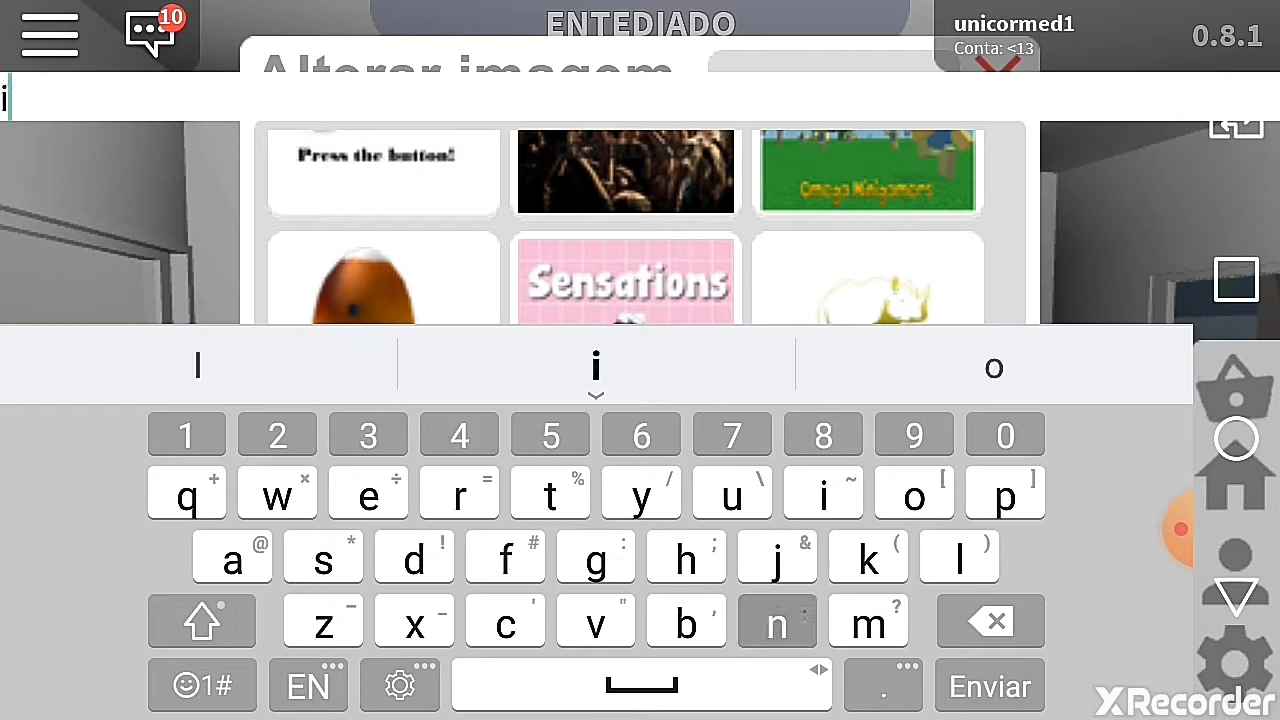 10
ENTEDIADO
unicormed1
Conta: <13
0.8.1
Alterar imagem
i
Press the button!
Omega Minigamers
Sensations
l
i
o
1 2 3 4 5 6 7 8 9 0
q + w × e ÷ r = t % y / u \ i ~ o [ p ]
a @ s * d ! f # g : h ; j & k ( l )
z - x _ c ' v " b , n m ?
☺1# EN . Enviar
XRecorder